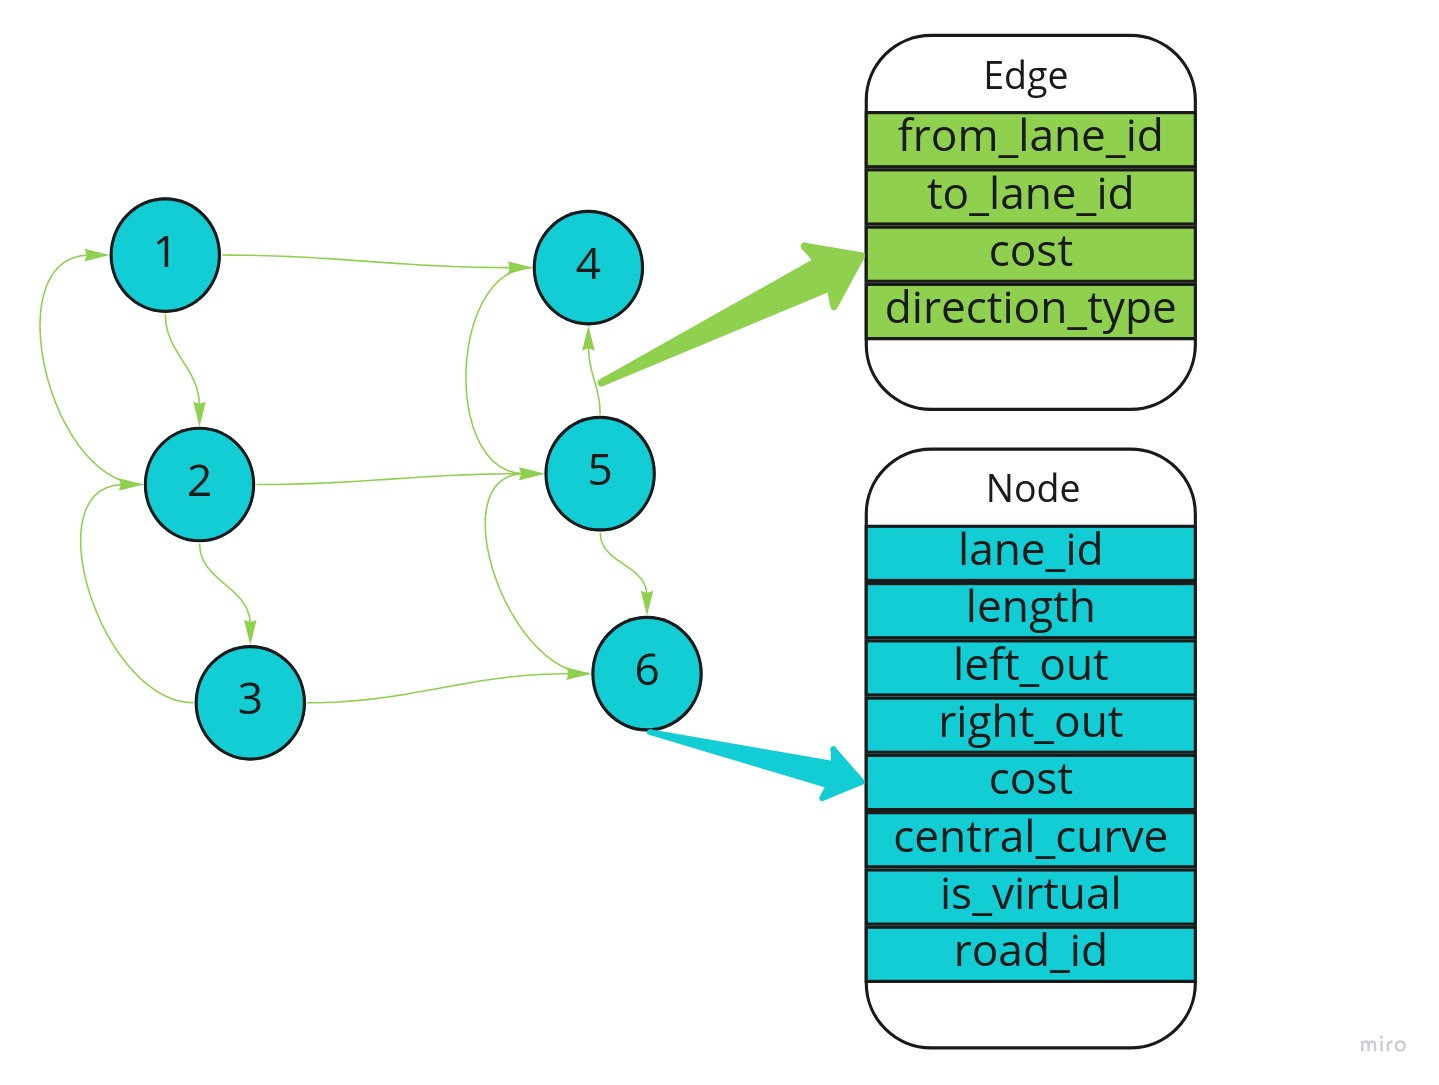 1
4
2
5
3
6
Edge
from_lane_id
to_lane_id
cost
direction_type
Node
lane_id
length
left_out
right_out
cost
central_curve
is_virtual
road_id
miro